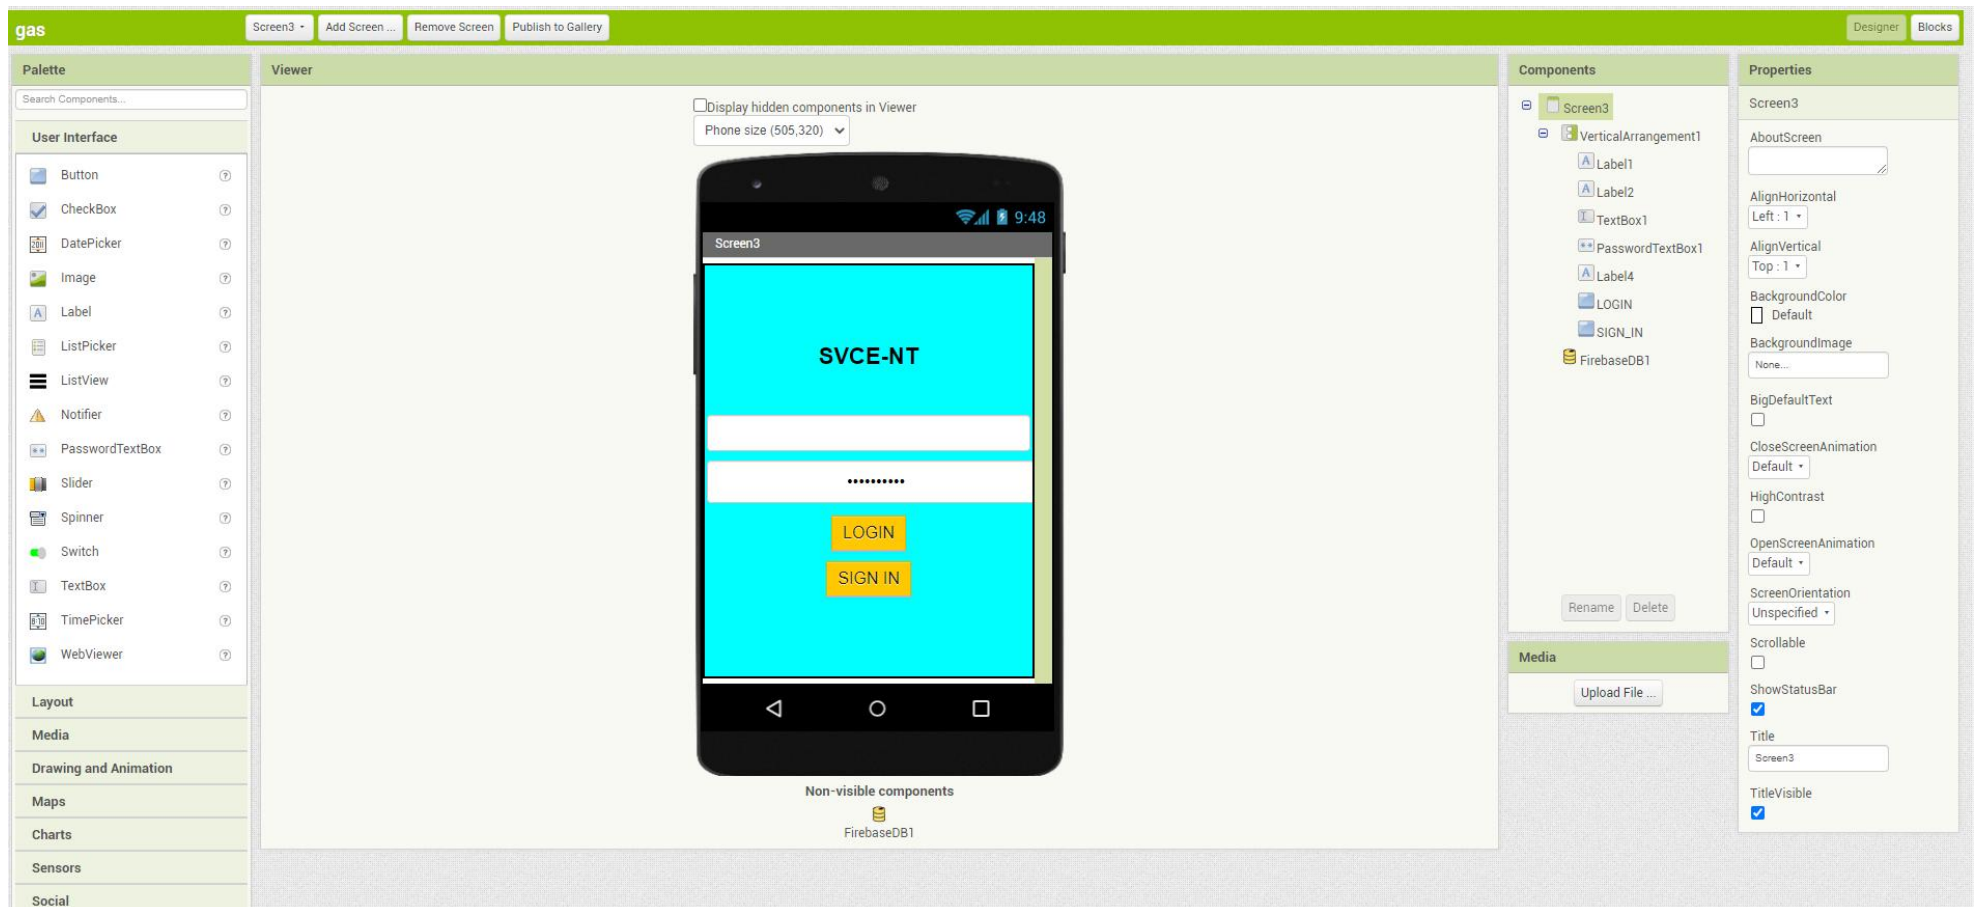 gas
Screen3
Add Screen ...
Remove Screen
Publish to Gallery
Designer
Blocks
Palette
Search Components...
User Interface
Button
CheckBox
DatePicker
Image
Label
ListPicker
ListView
Notifier
PasswordTextBox
Slider
Spinner
Switch
TextBox
TimePicker
WebViewer
Layout
Media
Drawing and Animation
Maps
Charts
Sensors
Social
Viewer
Display hidden components in Viewer
Phone size (505,320)
9:48
Screen3
SVCE-NT
••••••••••
LOGIN
SIGN IN
Non-visible components
FirebaseDB1
Components
Screen3
VerticalArrangement1
Label1
Label2
TextBox1
PasswordTextBox1
Label4
LOGIN
SIGN_IN
FirebaseDB1
Rename
Delete
Media
Upload File ...
Properties
Screen3
AboutScreen
AlignHorizontal
Left : 1
AlignVertical
Top : 1
BackgroundColor
Default
BackgroundImage
None...
BigDefaultText
CloseScreenAnimation
Default
HighContrast
OpenScreenAnimation
Default
ScreenOrientation
Unspecified
Scrollable
ShowStatusBar
Title
Screen3
TitleVisible